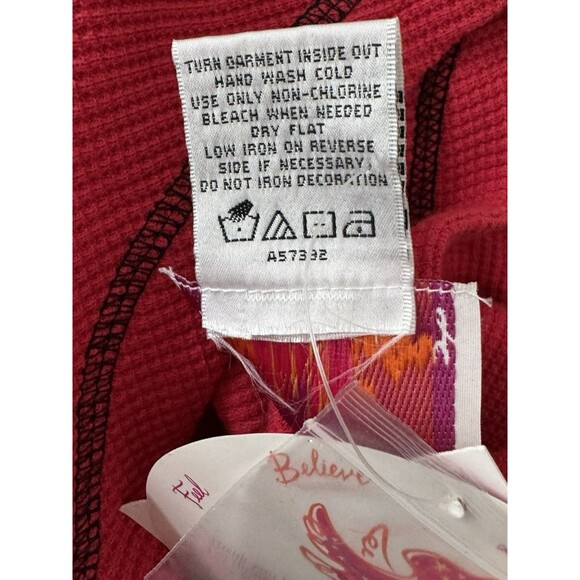 TURN GARMENT INSIDE OUT
HAND WASH COLD
USE ONLY NON-CHLORINE
BLEACH WHEN NEEDED
DRY FLAT
LOW IRON ON REVERSE
SIDE IF NECESSARY.
DO NOT IRON DECORATION
A57392
Believe
Feel